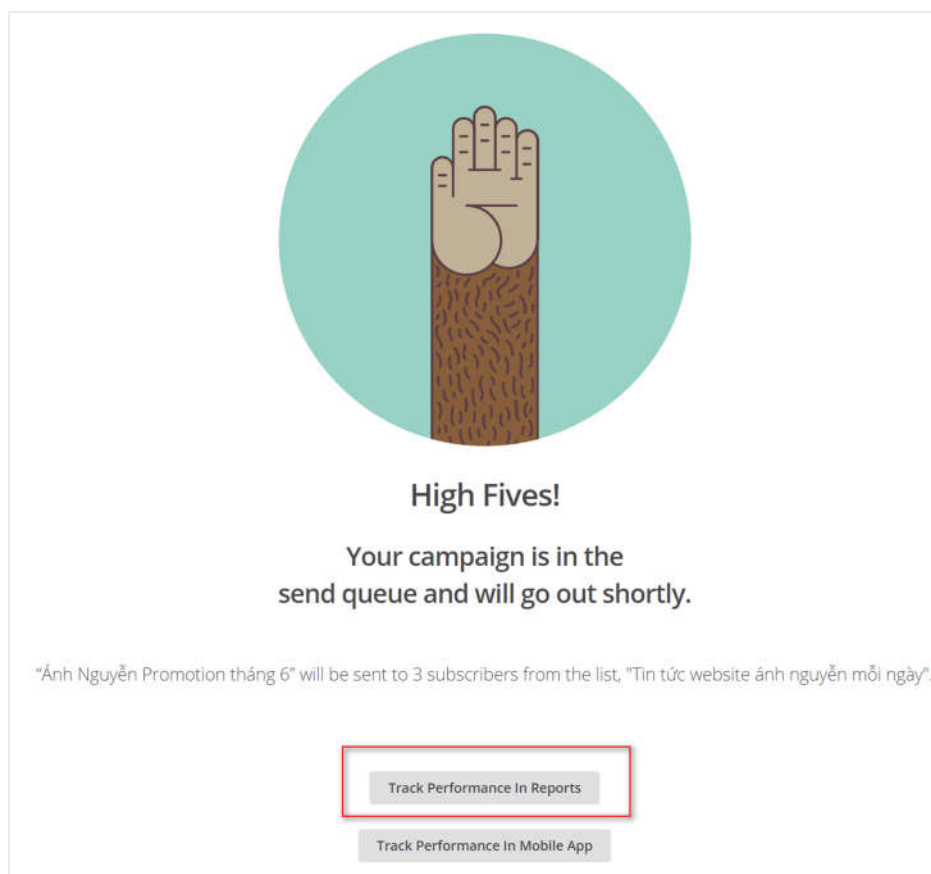 High Fives!
Your campaign is in the
send queue and will go out shortly.
“Ánh Nguyễn Promotion tháng 6” will be sent to 3 subscribers from the list, "Tin tức website ánh nguyễn mỗi ngày".
Track Performance In Reports
Track Performance In Mobile App